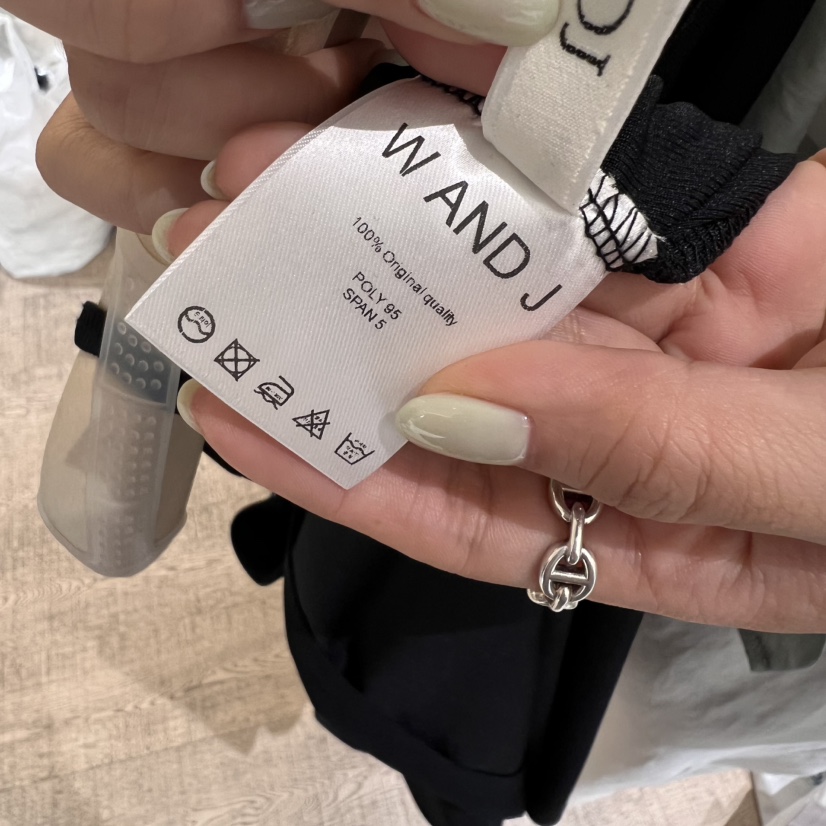 W AND J
100% Original quality
POLY 95
SPAN 5